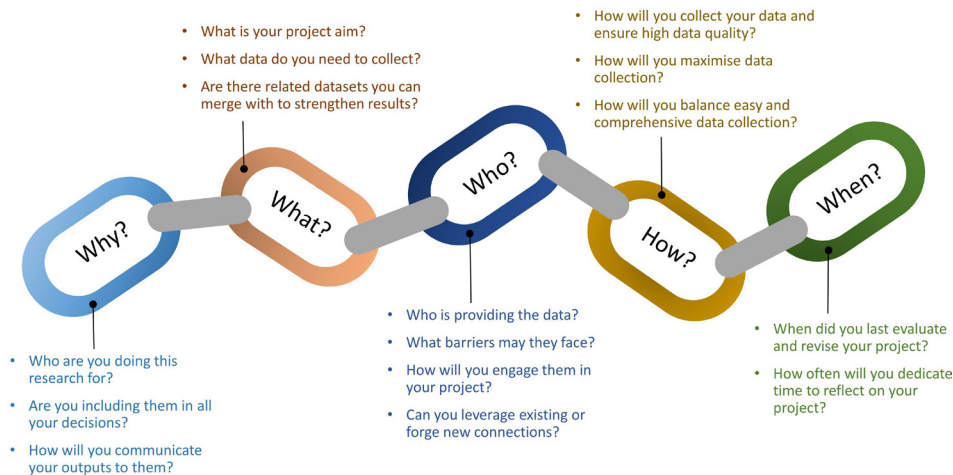 Why?
• Who are you doing this
research for?
• Are you including them in all
your decisions?
• How will you communicate
your outputs to them?
What?
• What is your project aim?
• What data do you need to collect?
• Are there related datasets you can
merge with to strengthen results?
Who?
• Who is providing the data?
• What barriers may they face?
• How will you engage them in
your project?
• Can you leverage existing or
forge new connections?
How?
• How will you collect your data and
ensure high data quality?
• How will you maximise data
collection?
• How will you balance easy and
comprehensive data collection?
When?
• When did you last evaluate
and revise your project?
• How often will you dedicate
time to reflect on your
project?